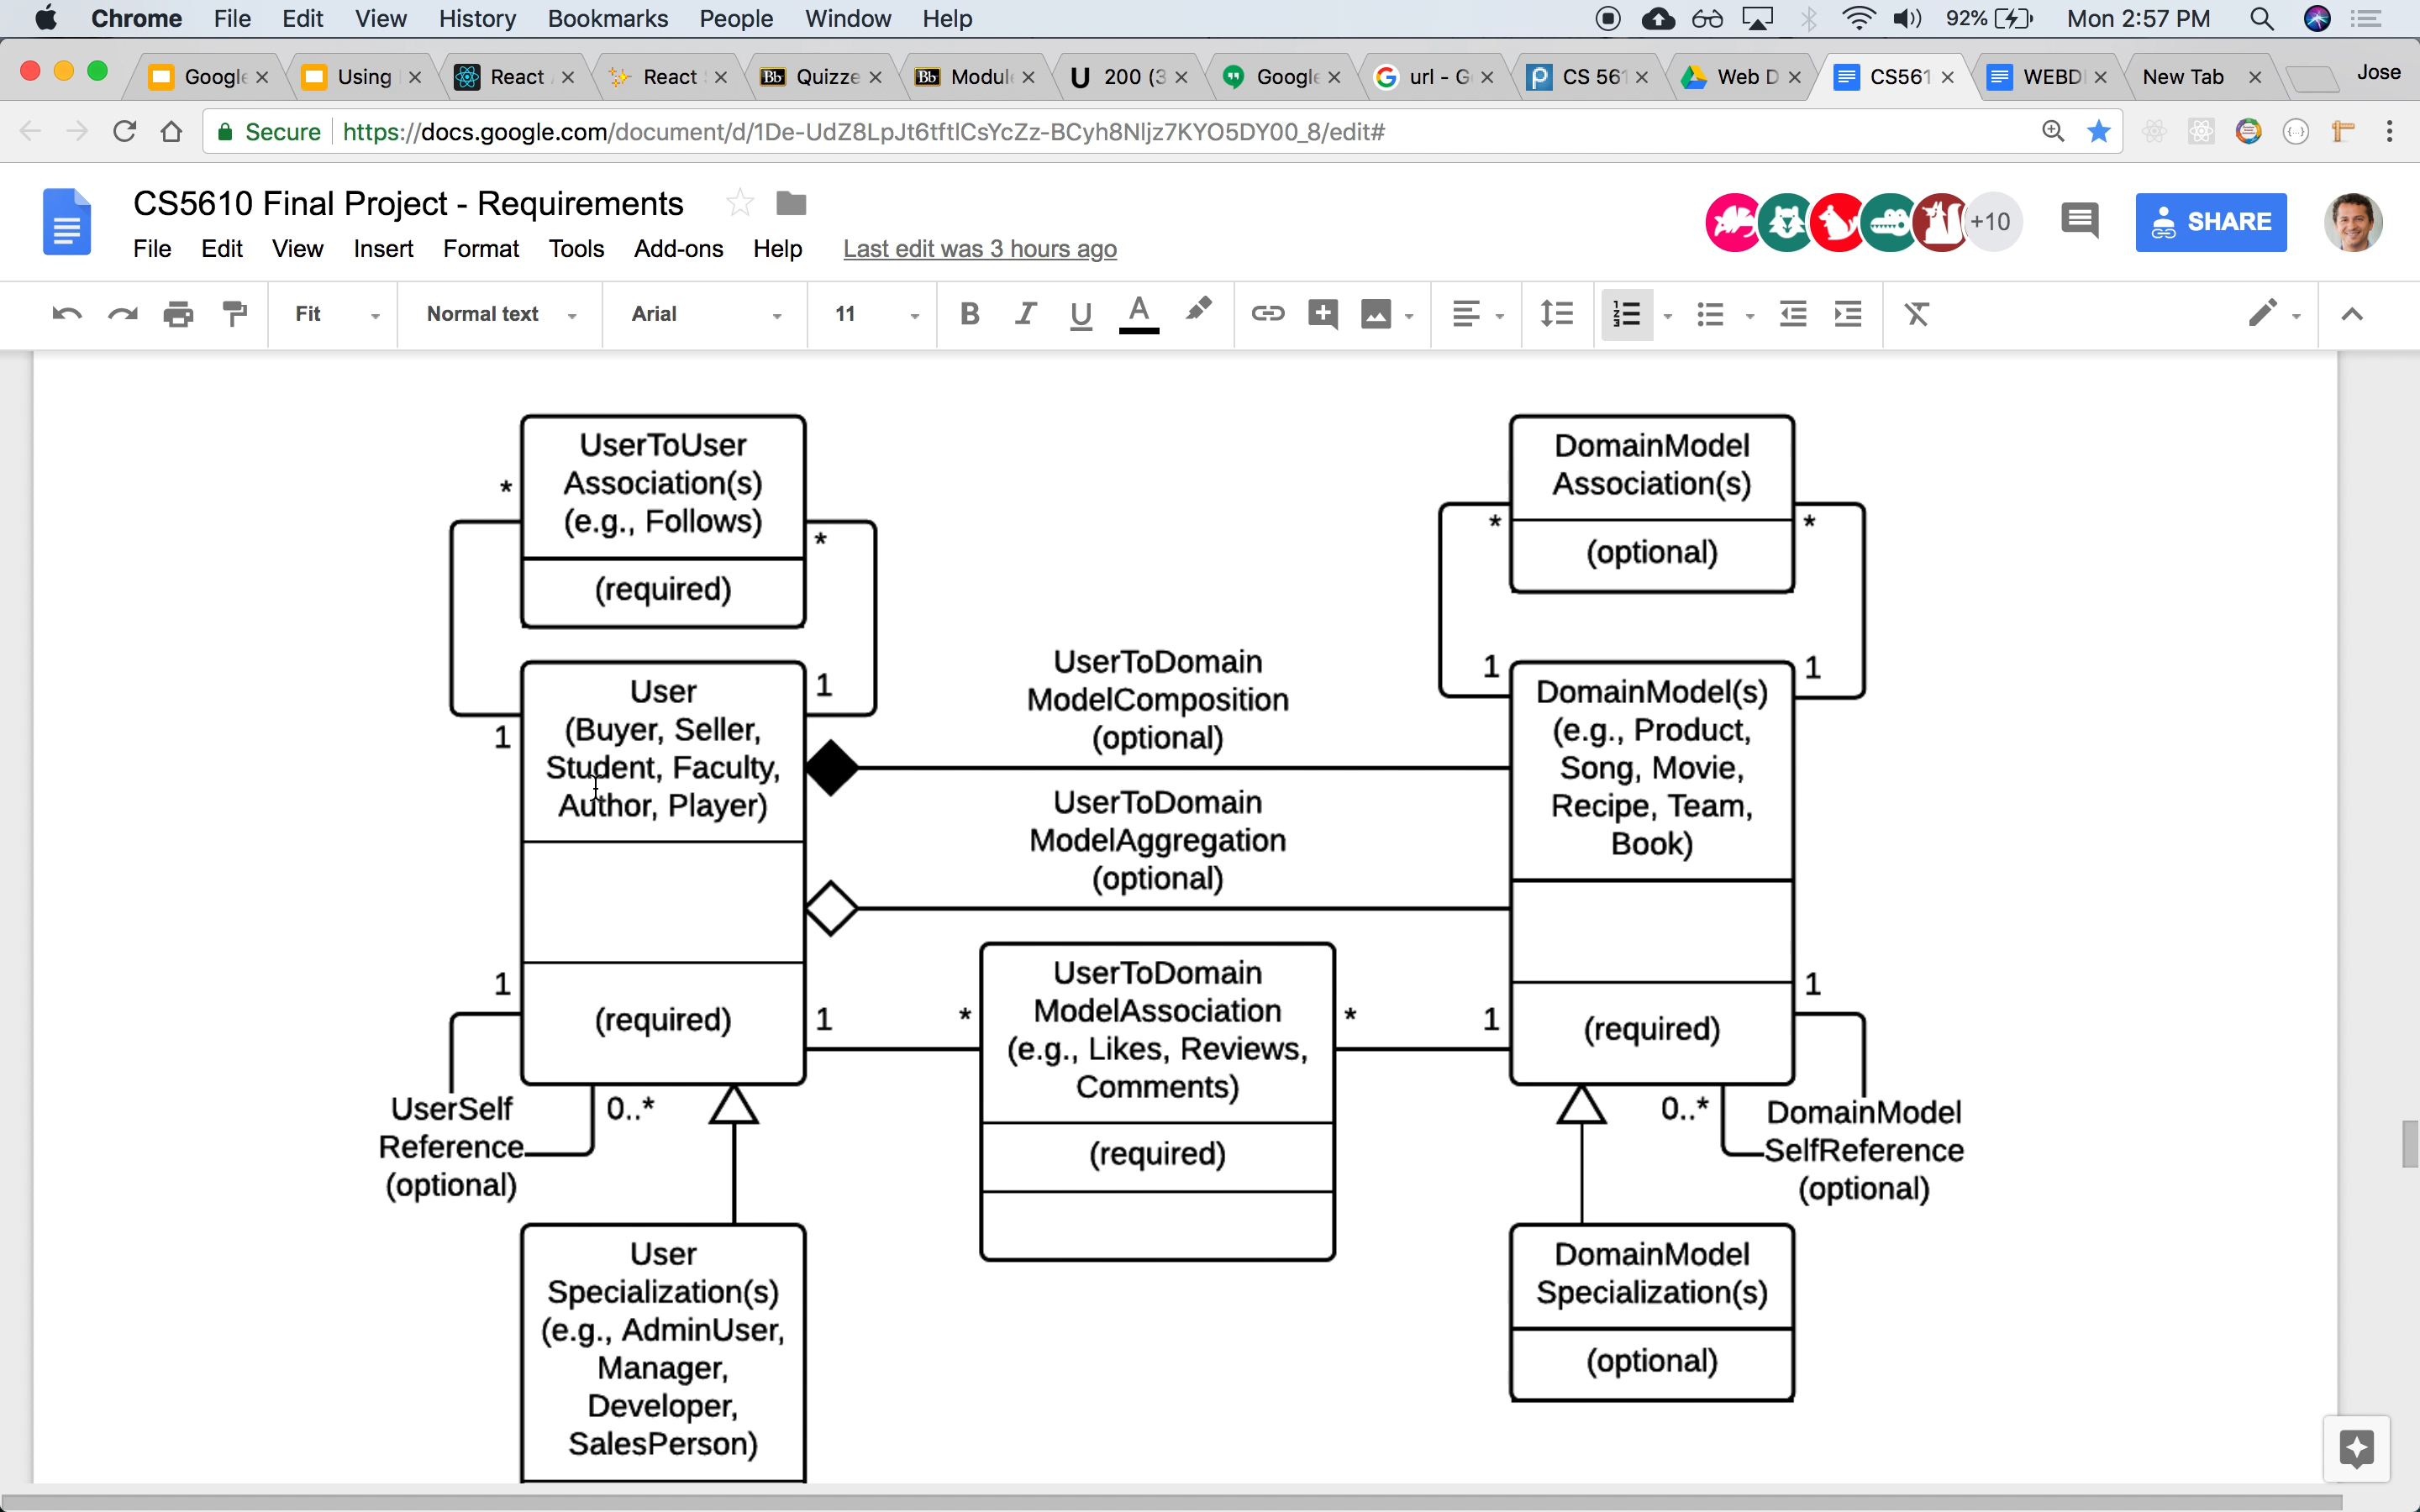 Chrome File Edit View History Bookmarks People Window Help 92% Mon 2:57 PM
Google Using React React Quizze Module 200 (3 Google url - G CS 561 Web D CS561 WEBD New Tab Jose
Secure https://docs.google.com/document/d/1De-UdZ8LpJt6tftlCsYcZz-BCyh8Nljz7KYO5DY00_8/edit#
CS5610 Final Project - Requirements
+10 SHARE
File Edit View Insert Format Tools Add-ons Help Last edit was 3 hours ago
Fit Normal text Arial 11 B I U A
UserToUser
Association(s)
(e.g., Follows)
(required)
*
*
1
1
User
(Buyer, Seller,
Student, Faculty,
Author, Player)
(required)
1
1
0..*
UserSelf
Reference
(optional)
User
Specialization(s)
(e.g., AdminUser,
Manager,
Developer,
SalesPerson)
UserToDomain
ModelComposition
(optional)
UserToDomain
ModelAggregation
(optional)
*
*
UserToDomain
ModelAssociation
(e.g., Likes, Reviews,
Comments)
(required)
DomainModel
Association(s)
(optional)
*
*
1
1
DomainModel(s)
(e.g., Product,
Song, Movie,
Recipe, Team,
Book)
(required)
1
1
0..*
DomainModel
SelfReference
(optional)
DomainModel
Specialization(s)
(optional)